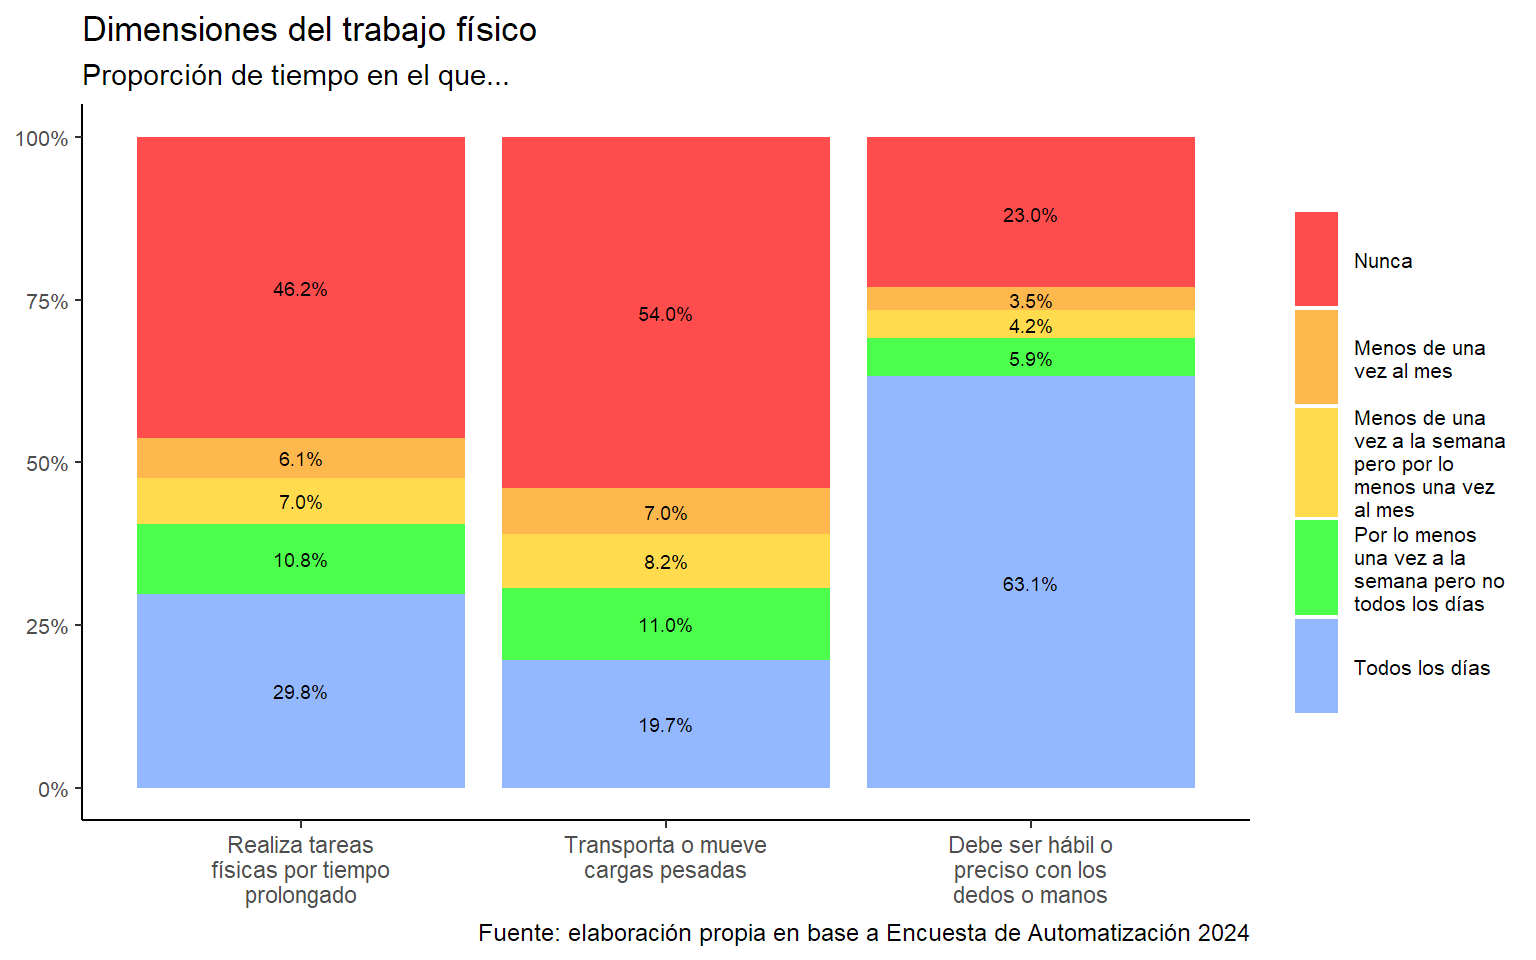 Dimensiones del trabajo físico
Proporción de tiempo en el que...
100%
75%
50%
25%
0%
46.2%
6.1%
7.0%
10.8%
29.8%
54.0%
7.0%
8.2%
11.0%
19.7%
23.0%
3.5%
4.2%
5.9%
63.1%
Realiza tareas
físicas por tiempo
prolongado
Transporta o mueve
cargas pesadas
Debe ser hábil o
preciso con los
dedos o manos
Nunca
Menos de una
vez al mes
Menos de una
vez a la semana
pero por lo
menos una vez
al mes
Por lo menos
una vez a la
semana pero no
todos los días
Todos los días
Fuente: elaboración propia en base a Encuesta de Automatización 2024